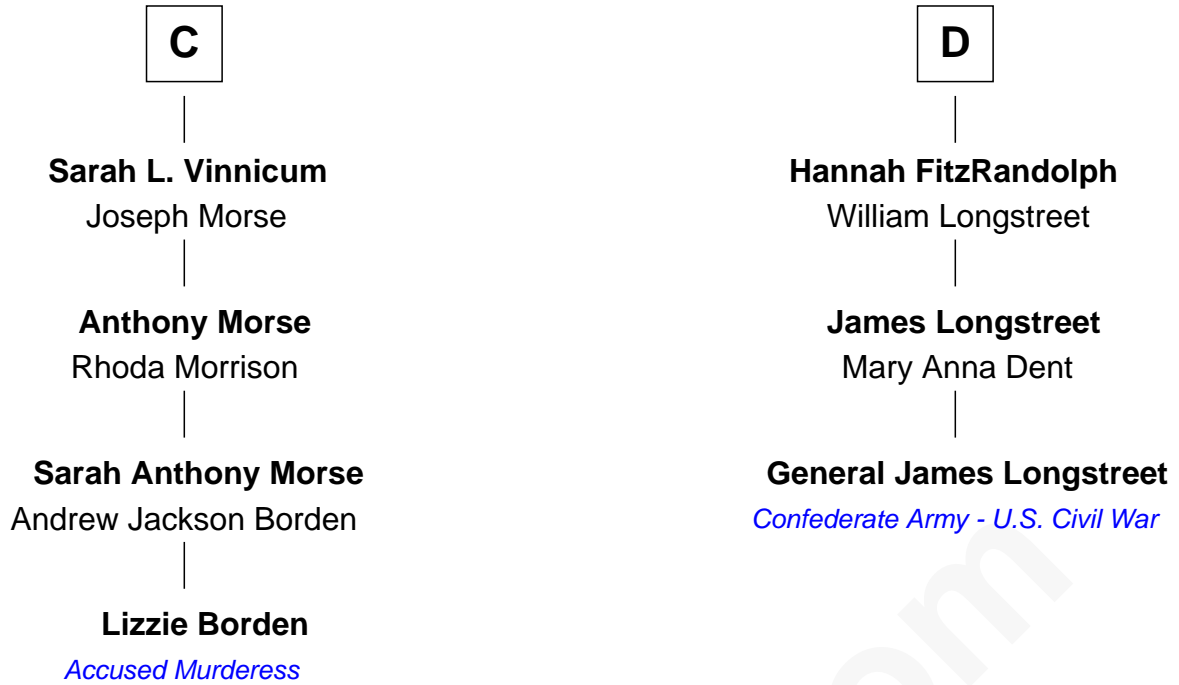 C
Sarah L. Vinnicum
Joseph Morse
Anthony Morse
Rhoda Morrison
Sarah Anthony Morse
Andrew Jackson Borden
Lizzie Borden
Accused Murderess
D
Hannah FitzRandolph
William Longstreet
James Longstreet
Mary Anna Dent
General James Longstreet
Confederate Army - U.S. Civil War
om